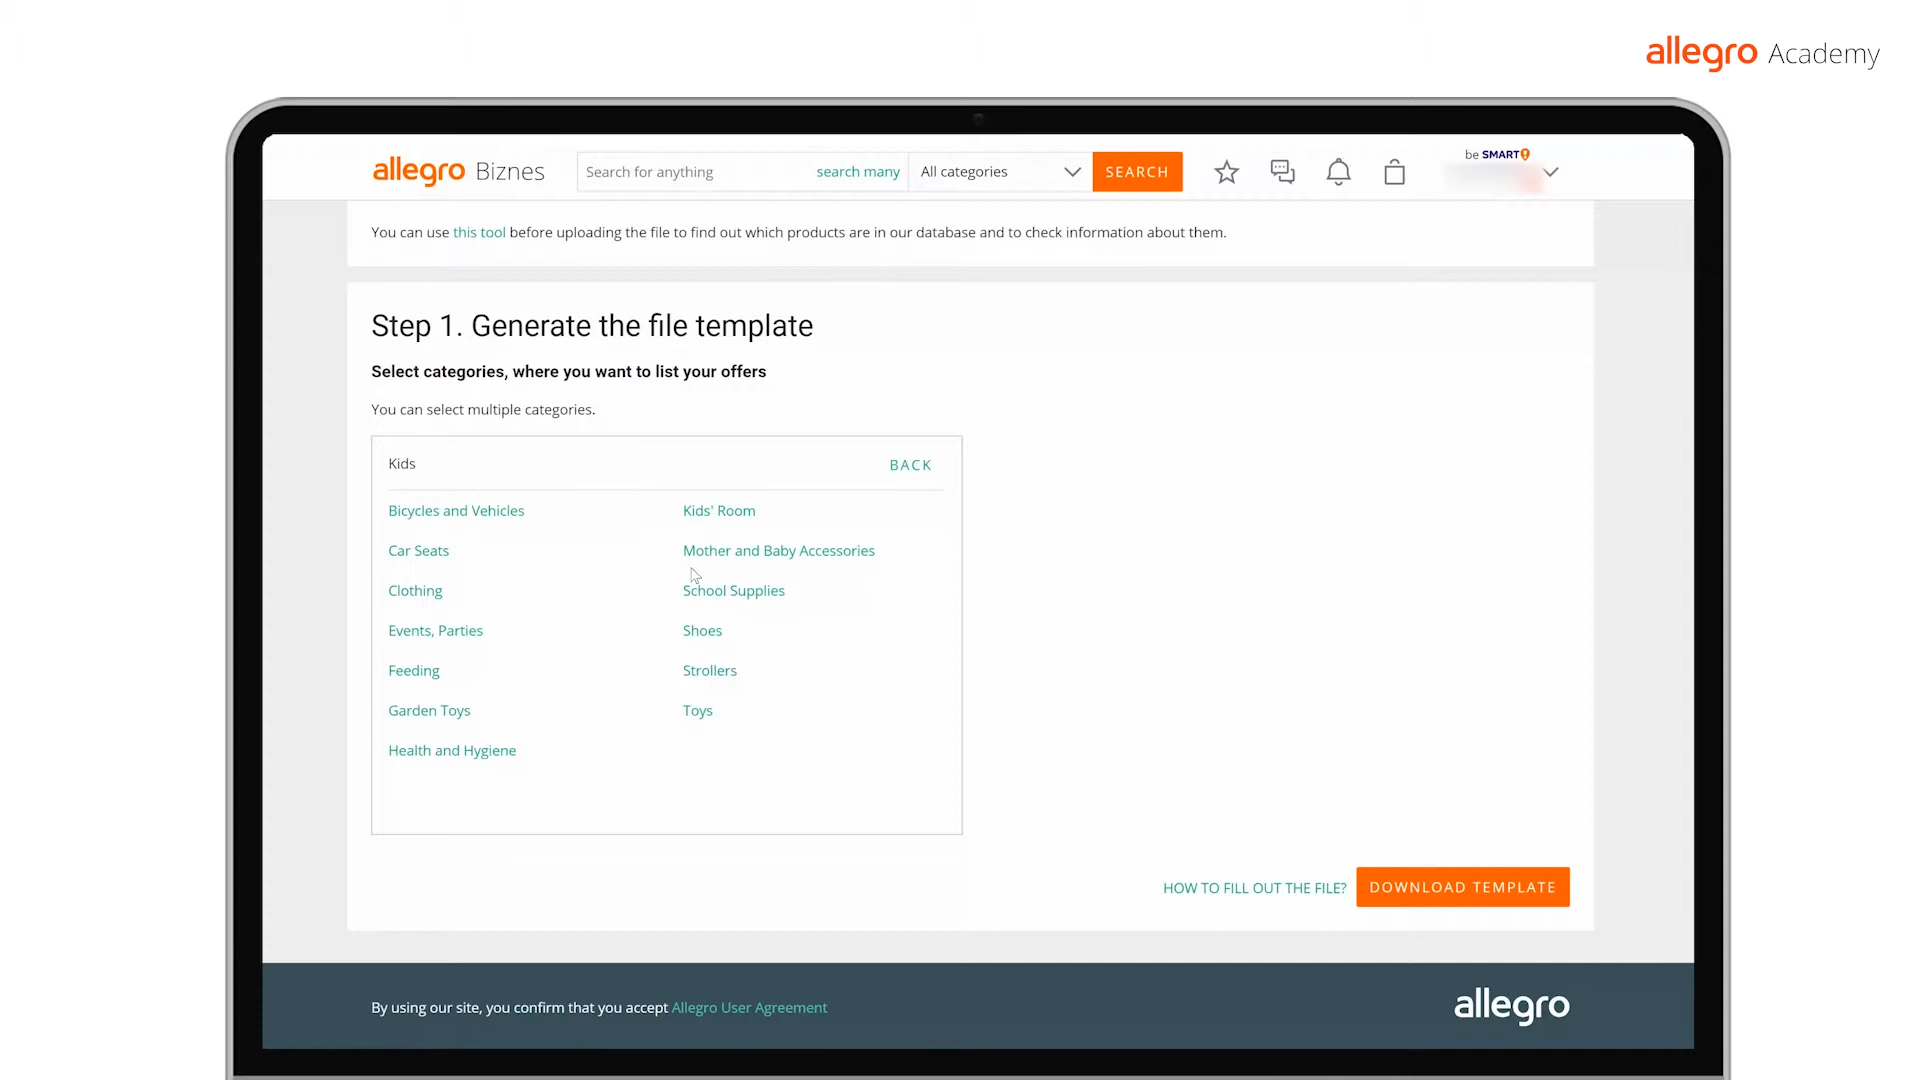 allegro Academy
allegro Biznes
Search for anything
search many
All categories
SEARCH
be SMART!
You can use this tool before uploading the file to find out which products are in our database and to check information about them.
Step 1. Generate the file template
Select categories, where you want to list your offers
You can select multiple categories.
Kids
BACK
Bicycles and Vehicles
Kids' Room
Car Seats
Mother and Baby Accessories
Clothing
School Supplies
Events, Parties
Shoes
Feeding
Strollers
Garden Toys
Toys
Health and Hygiene
HOW TO FILL OUT THE FILE?
DOWNLOAD TEMPLATE
By using our site, you confirm that you accept Allegro User Agreement
allegro